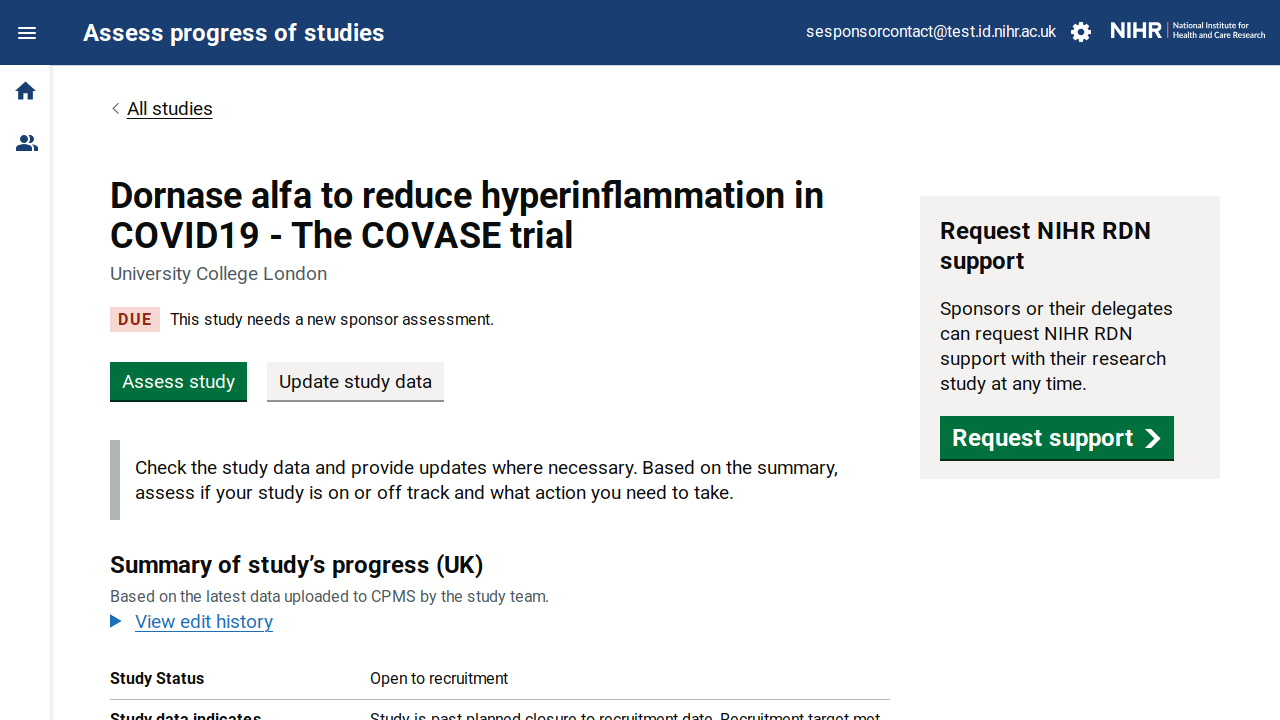 Assess progress of studies
sesponsorcontact@test.id.nihr.ac.uk
NIHR
National Institute for
Health and Care Research
All studies
Dornase alfa to reduce hyperinflammation in
COVID19 - The COVASE trial
University College London
DUE This study needs a new sponsor assessment.
Assess study
Update study data
Check the study data and provide updates where necessary. Based on the summary,
assess if your study is on or off track and what action you need to take.
Summary of study’s progress (UK)
Based on the latest data uploaded to CPMS by the study team.
View edit history
Study Status Open to recruitment
Study data indicates Study is past planned closure to recruitment date, Recruitment target met
Request NIHR RDN
support
Sponsors or their delegates
can request NIHR RDN
support with their research
study at any time.
Request support